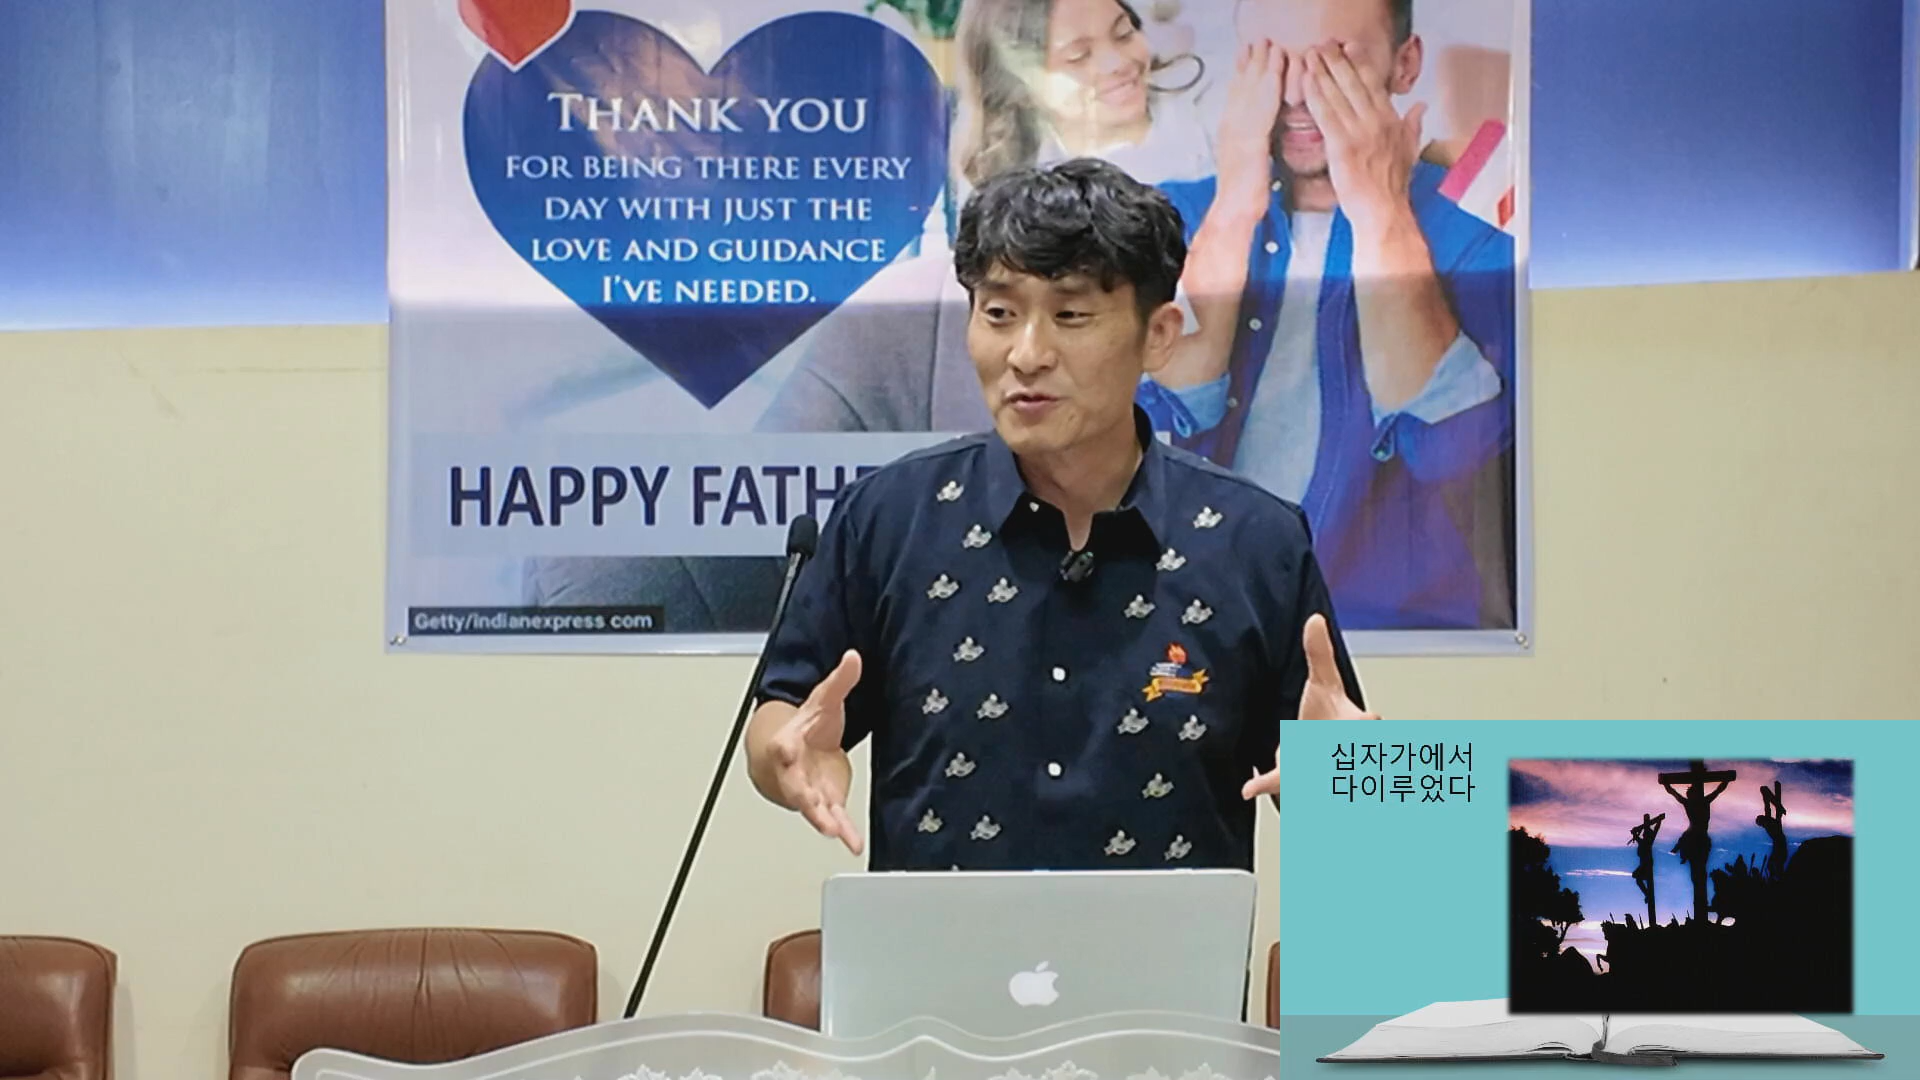 THANK YOU
FOR BEING THERE EVERY
DAY WITH JUST THE
LOVE AND GUIDANCE
I'VE NEEDED.
HAPPY FATHE
Getty/indianexpress com
십자가에서
다이루었다